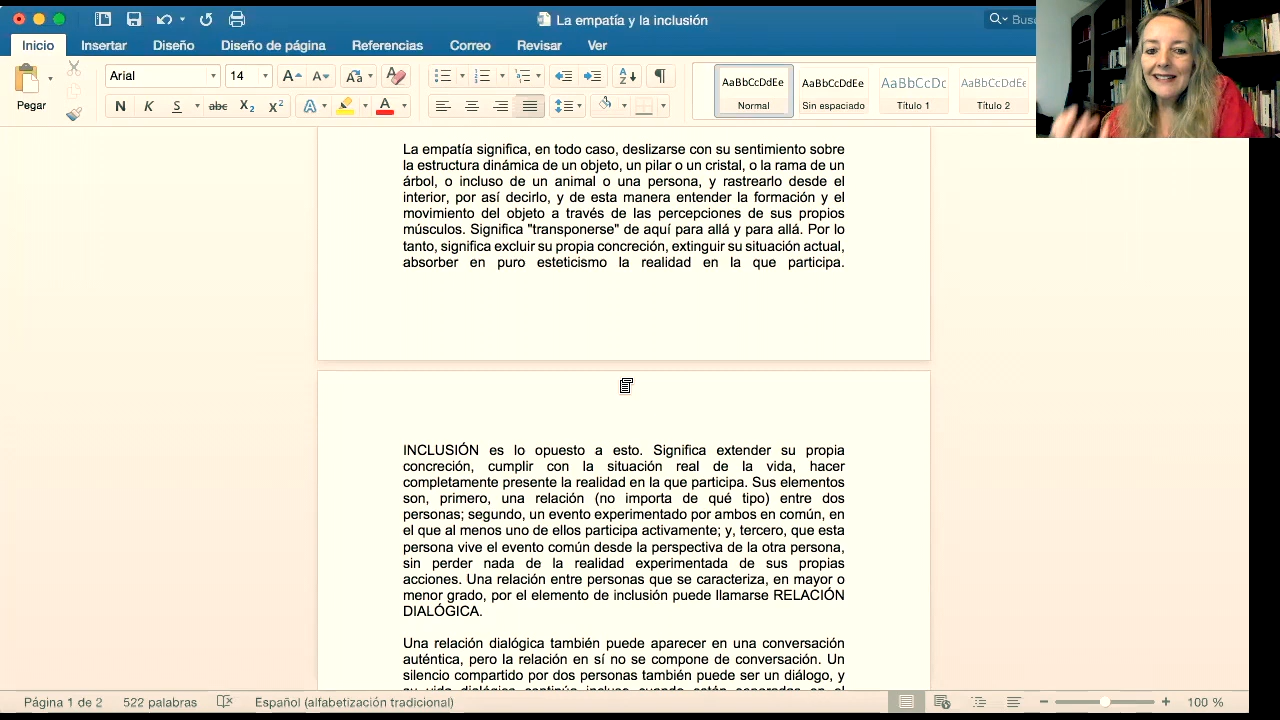 La empatía y la inclusión
Inicio Insertar Diseño Diseño de página Referencias Correo Revisar Ver
Pegar
Arial 14
AaBbCcDdEe AaBbCcDdEe AaBbCcDc AaBbCcDdEe
Normal Sin espaciado Título 1 Título 2
La empatía significa, en todo caso, deslizarse con su sentimiento sobre
la estructura dinámica de un objeto, un pilar o un cristal, o la rama de un
árbol, o incluso de un animal o una persona, y rastrearlo desde el
interior, por así decirlo, y de esta manera entender la formación y el
movimiento del objeto a través de las percepciones de sus propios
músculos. Significa "transponerse" de aquí para allá y para allá. Por lo
tanto, significa excluir su propia concreción, extinguir su situación actual,
absorber en puro esteticismo la realidad en la que participa.
INCLUSIÓN es lo opuesto a esto. Significa extender su propia
concreción, cumplir con la situación real de la vida, hacer
completamente presente la realidad en la que participa. Sus elementos
son, primero, una relación (no importa de qué tipo) entre dos
personas; segundo, un evento experimentado por ambos en común, en
el que al menos uno de ellos participa activamente; y, tercero, que esta
persona vive el evento común desde la perspectiva de la otra persona,
sin perder nada de la realidad experimentada de sus propias
acciones. Una relación entre personas que se caracteriza, en mayor o
menor grado, por el elemento de inclusión puede llamarse RELACIÓN
DIALÓGICA.
Una relación dialógica también puede aparecer en una conversación
auténtica, pero la relación en sí no se compone de conversación. Un
silencio compartido por dos personas también puede ser un diálogo, y
Página 1 de 2 522 palabras Español (alfabetización tradicional) 100 %